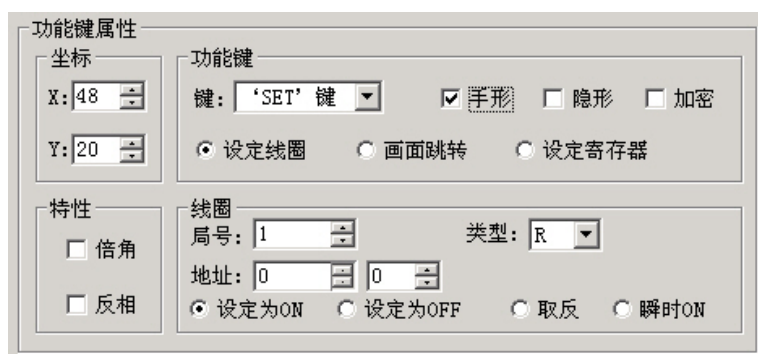 功能键属性
坐标
X: 48
Y: 20
功能键
键: ‘SET’ 键 手形 隐形 加密
设定线圈 画面跳转 设定寄存器
特性
倍角
反相
线圈
局号: 1 类型: R
地址: 0 0
设定为ON 设定为OFF 取反 瞬时ON